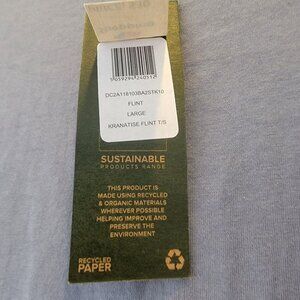 5059294240512
DC2A118103BA2STK10
FLINT
LARGE
KRANATISE FLINT T/S
SUSTAINABLE
PRODUCTS RANGE
THIS PRODUCT IS
MADE USING RECYCLED
& ORGANIC MATERIALS
WHEREVER POSSIBLE
HELPING IMPROVE AND
PRESERVE THE
ENVIRONMENT
RECYCLED
PAPER